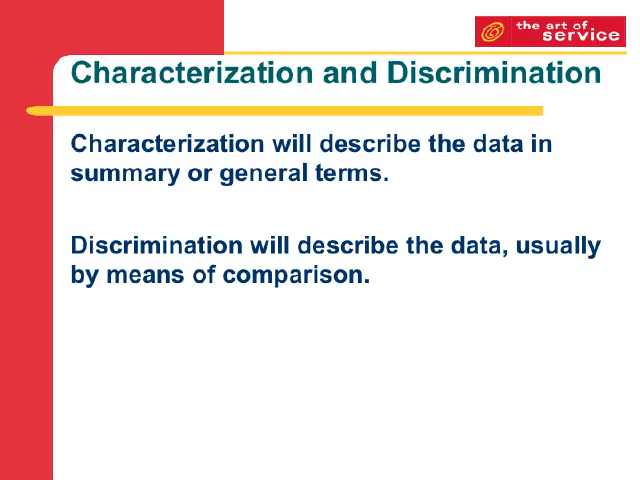 the art of
service
Characterization and Discrimination
Characterization will describe the data in
summary or general terms.
Discrimination will describe the data, usually
by means of comparison.